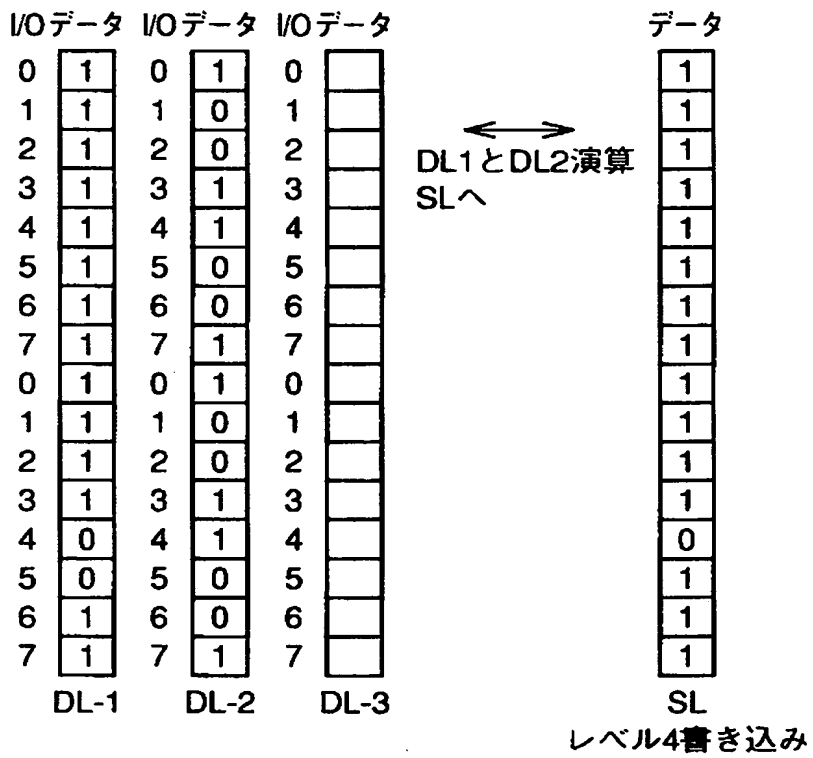 I/Oデータ I/Oデータ I/Oデータ データ
0 1 0 1 0 1
1 1 1 0 1 1
2 1 2 0 2 1
3 1 3 1 3 1
4 1 4 1 4 1
5 1 5 0 5 1
6 1 6 0 6 1
7 1 7 1 7 1
0 1 0 1 0 1
1 1 1 0 1 1
2 1 2 0 2 1
3 1 3 1 3 1
4 0 4 1 4 0
5 0 5 0 5 1
6 1 6 0 6 1
7 1 7 1 7 1
DL1とDL2演算
SLへ
DL-1 DL-2 DL-3 SL
レベル4書き込み